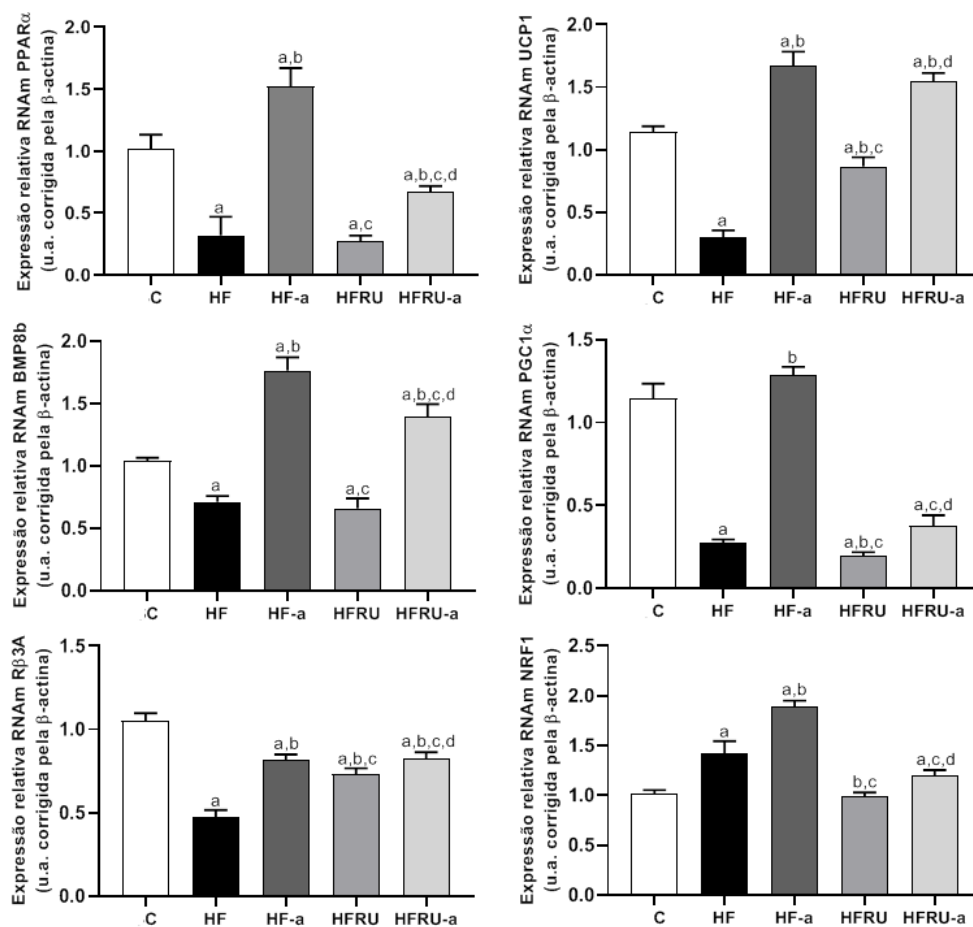 Expressão relativa RNAm PPARα
(u.a. corrigida pela β-actina)
2.0
1.5
1.0
0.5
0.0
a
a,b
a,c
a,b,c,d
C
HF
HF-a
HFRU
HFRU-a
Expressão relativa RNAm UCP1
(u.a. corrigida pela β-actina)
2.0
1.5
1.0
0.5
0.0
a
a,b
a,b,c
a,b,d
C
HF
HF-a
HFRU
HFRU-a
Expressão relativa RNAm BMP8b
(u.a. corrigida pela β-actina)
2.0
1.5
1.0
0.5
0.0
a
a,b
a,c
a,b,c,d
C
HF
HF-a
HFRU
HFRU-a
Expressão relativa RNAm PGC1α
(u.a. corrigida pela β-actina)
1.5
1.0
0.5
0.0
a
b
a,b,c
a,c,d
C
HF
HF-a
HFRU
HFRU-a
Expressão relativa RNAm Rβ3A
(u.a. corrigida pela β-actina)
1.5
1.0
0.5
0.0
a
a,b
a,b,c
a,b,c,d
C
HF
HF-a
HFRU
HFRU-a
Expressão relativa RNAm NRF1
(u.a. corrigida pela β-actina)
2.5
2.0
1.5
1.0
0.5
0.0
a
a,b
b,c
a,c,d
C
HF
HF-a
HFRU
HFRU-a